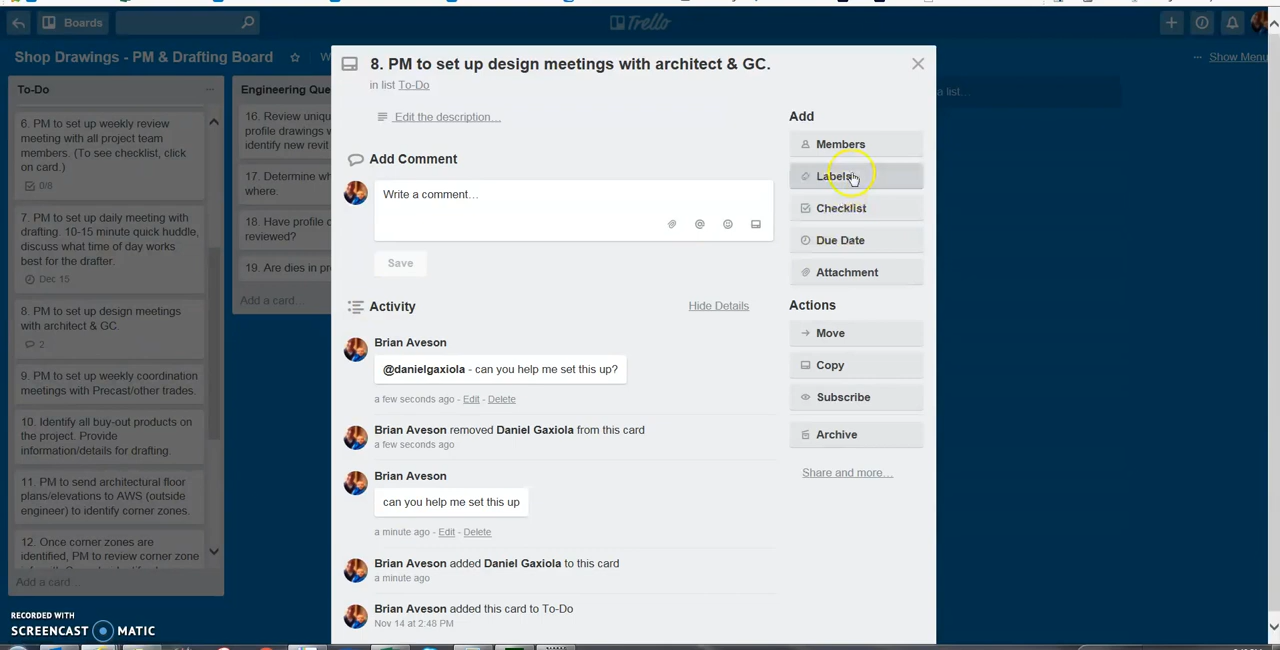 Boards
Trello
Shop Drawings - PM & Drafting Board
W
... Show Menu
To-Do
...
6. PM to set up weekly review
meeting with all project team
members. (To see checklist, click
on card.)
0/8
7. PM to set up daily meeting with
drafting. 10-15 minute quick huddle,
discuss what time of day works
best for the drafter.
Dec 15
8. PM to set up design meetings
with architect & GC.
2
9. PM to set up weekly coordination
meetings with Precast/other trades.
10. Identify all buy-out products on
the project. Provide
information/details for drafting.
11. PM to send architectural floor
plans/elevations to AWS (outside
engineer) to identify corner zones.
12. Once corner zones are
identified, PM to review corner zone
Add a card...
Engineering Que
16. Review uniqu
profile drawings w
identify new revit
17. Determine wh
where.
18. Have profile d
reviewed?
19. Are dies in pr
Add a card...
a list...
8. PM to set up design meetings with architect & GC.
in list To-Do
Edit the description...
Add Comment
Write a comment...
@
Save
Activity
Hide Details
Brian Aveson
@danielgaxiola - can you help me set this up?
a few seconds ago - Edit - Delete
Brian Aveson removed Daniel Gaxiola from this card
a few seconds ago
Brian Aveson
can you help me set this up
a minute ago - Edit - Delete
Brian Aveson added Daniel Gaxiola to this card
a minute ago
Brian Aveson added this card to To-Do
Nov 14 at 2:48 PM
Add
Members
Labels
Checklist
Due Date
Attachment
Actions
Move
Copy
Subscribe
Archive
Share and more...
RECORDED WITH
SCREENCAST MATIC